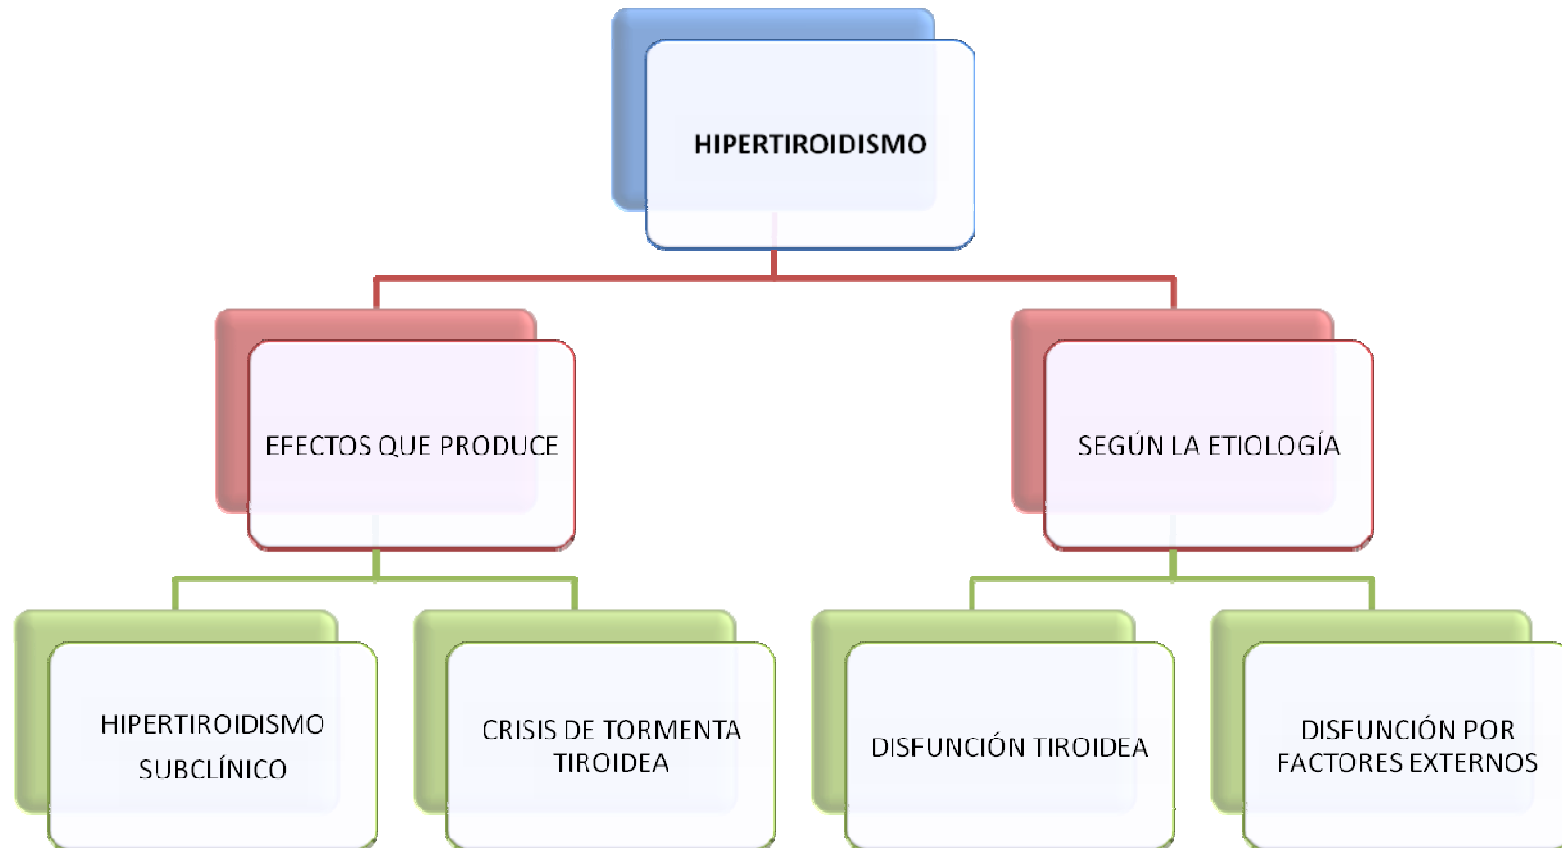 HIPERTIROIDISMO
EFECTOS QUE PRODUCE
SEGÚN LA ETIOLOGÍA
HIPERTIROIDISMO
SUBCLÍNICO
CRISIS DE TORMENTA
TIROIDEA
DISFUNCIÓN TIROIDEA
DISFUNCIÓN POR
FACTORES EXTERNOS